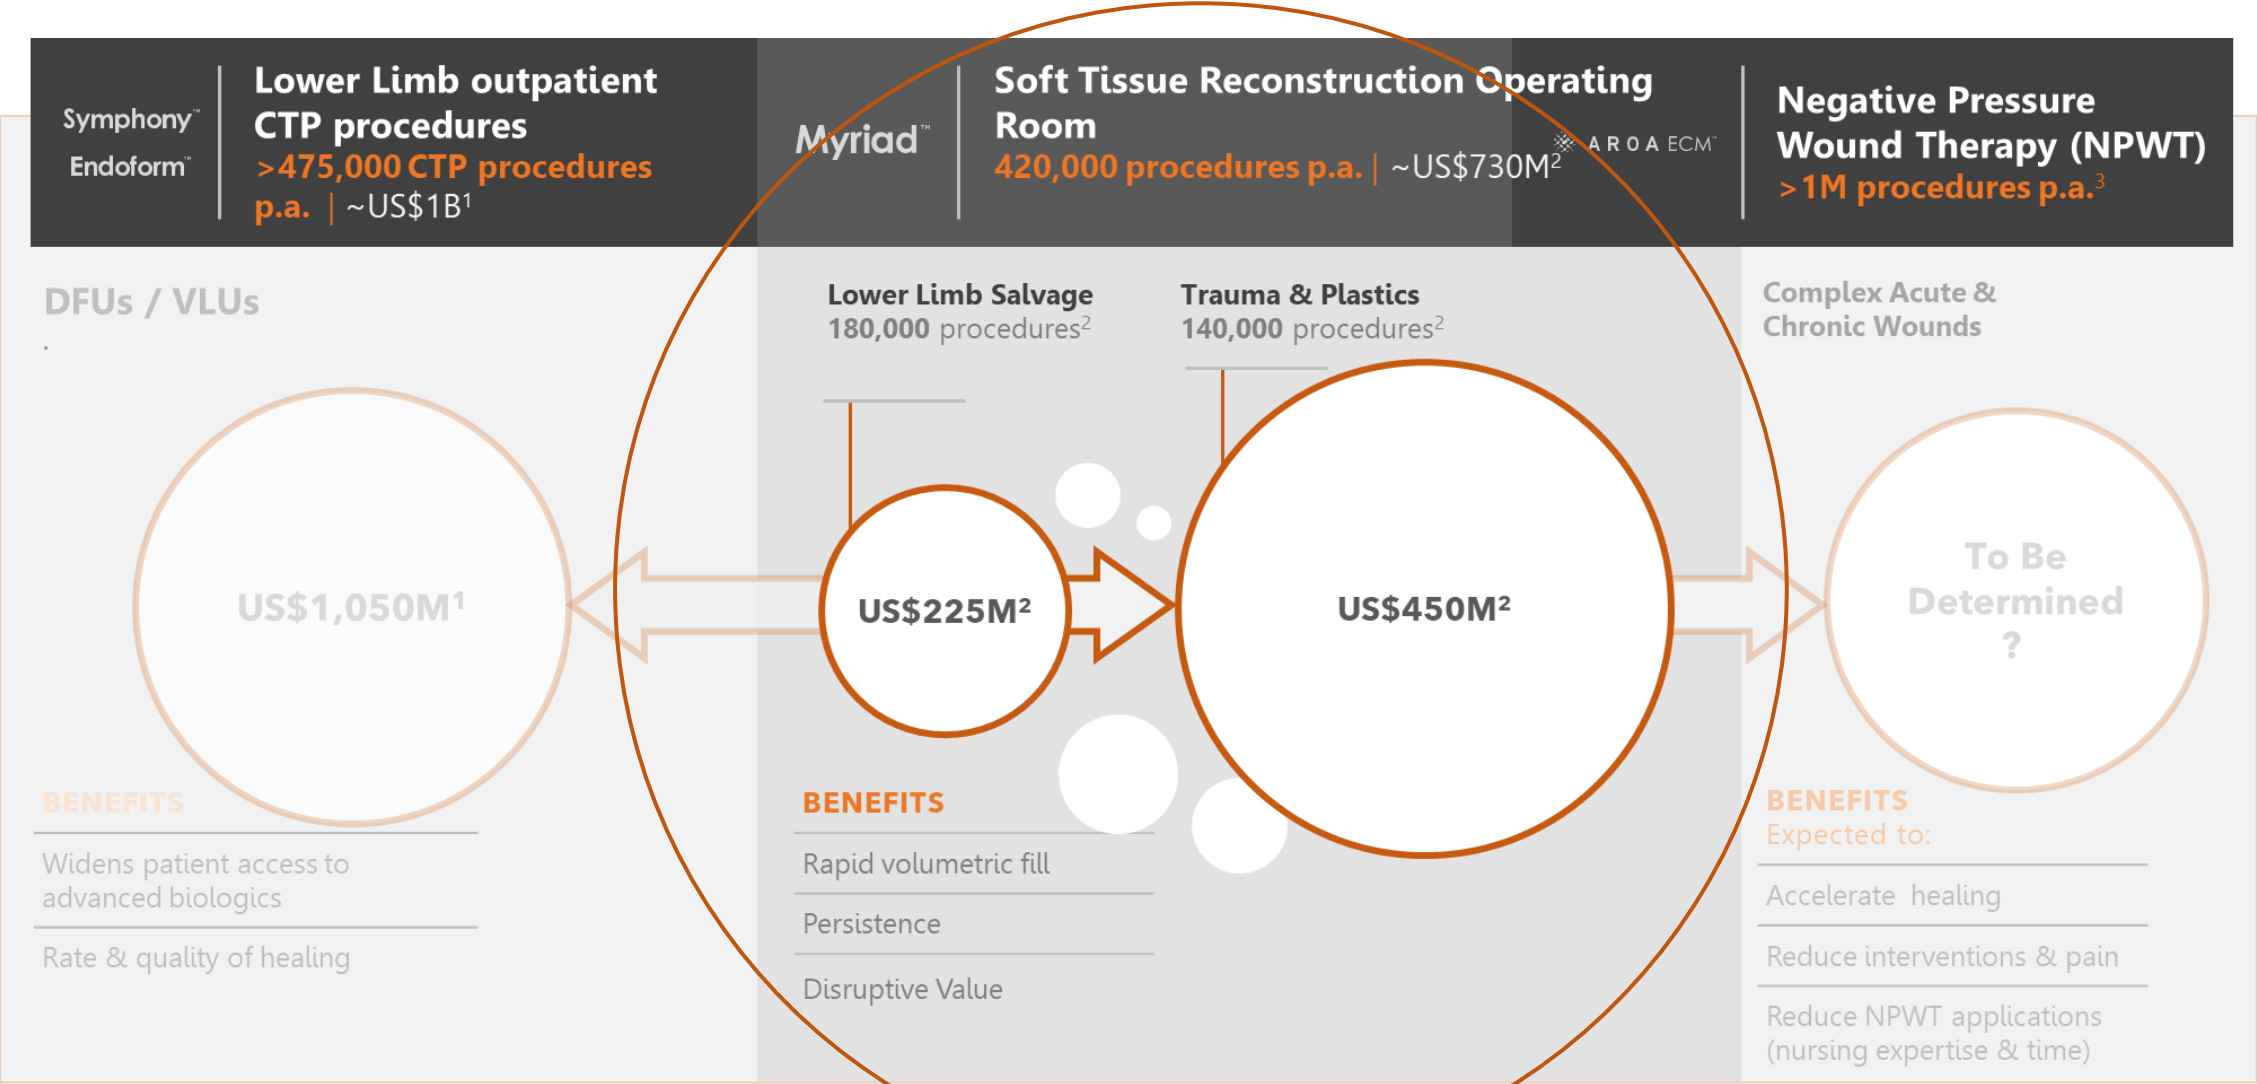 Symphony™
Endoform™
Lower Limb outpatient
CTP procedures
>475,000 CTP procedures
p.a. | ~US$1B¹
Myriad™
Soft Tissue Reconstruction Operating
Room
420,000 procedures p.a. | ~US$730M²
AROA ECM™
Negative Pressure
Wound Therapy (NPWT)
>1M procedures p.a.³
DFUs / VLUs
.
US$1,050M¹
BENEFITS
Widens patient access to
advanced biologics
Rate & quality of healing
Lower Limb Salvage
180,000 procedures²
Trauma & Plastics
140,000 procedures²
US$225M²
US$450M²
BENEFITS
Rapid volumetric fill
Persistence
Disruptive Value
Complex Acute &
Chronic Wounds
To Be
Determined
?
BENEFITS
Expected to:
Accelerate healing
Reduce interventions & pain
Reduce NPWT applications
(nursing expertise & time)